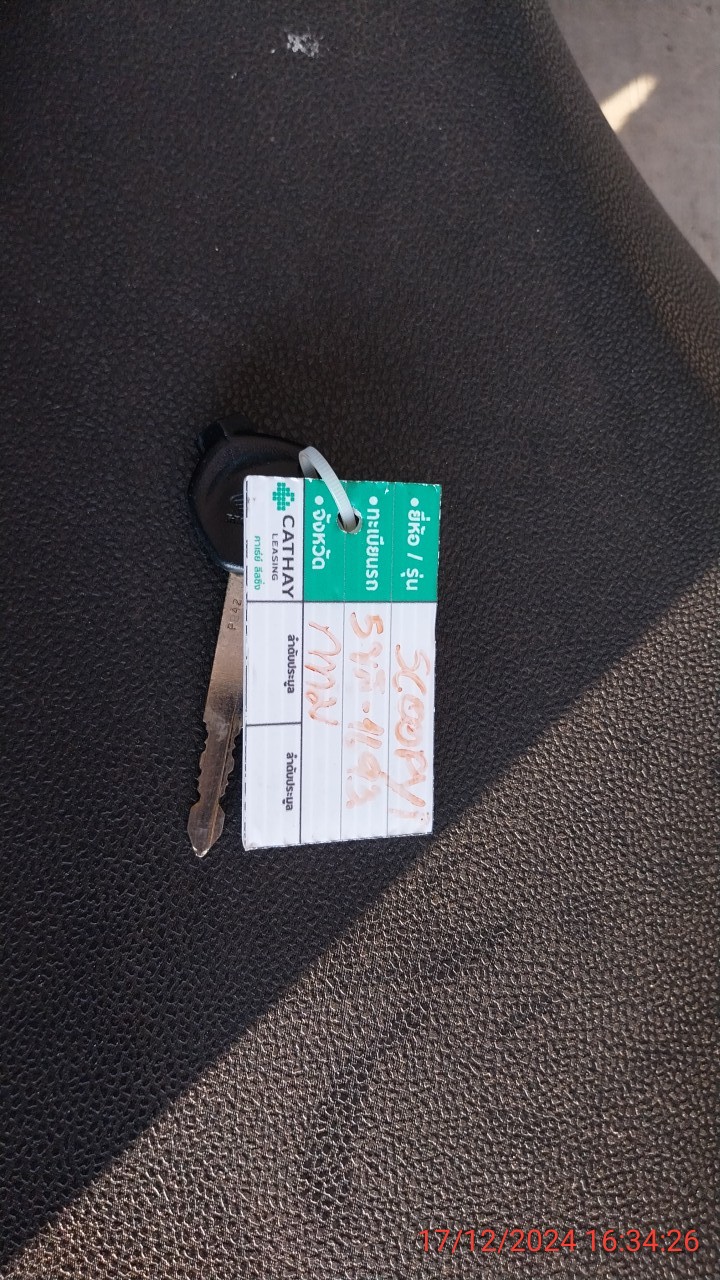 • ยี่ห้อ / รุ่น SCOOPY i
• ทะเบียนรถ
• จังหวัด กทม
CATHAY
LEASING
คาเธ่ย์ ลีสซิ่ง
ลำดับประมูล ลำดับประมูล
17/12/2024 16:34:26